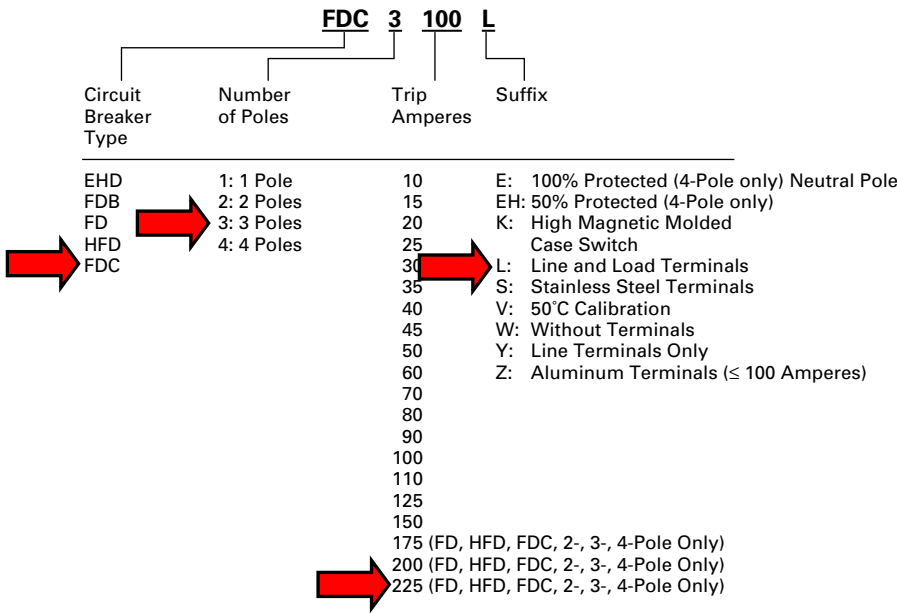 FDC 3 100 L
Circuit Breaker Type
Number of Poles
Trip Amperes
Suffix
EHD
FDB
FD
HFD
FDC
1: 1 Pole
2: 2 Poles
3: 3 Poles
4: 4 Poles
10
15
20
25
30
35
40
45
50
60
70
80
90
100
110
125
150
175 (FD, HFD, FDC, 2-, 3-, 4-Pole Only)
200 (FD, HFD, FDC, 2-, 3-, 4-Pole Only)
225 (FD, HFD, FDC, 2-, 3-, 4-Pole Only)
E: 100% Protected (4-Pole only) Neutral Pole
EH: 50% Protected (4-Pole only)
K: High Magnetic Molded
Case Switch
L: Line and Load Terminals
S: Stainless Steel Terminals
V: 50°C Calibration
W: Without Terminals
Y: Line Terminals Only
Z: Aluminum Terminals (≤ 100 Amperes)